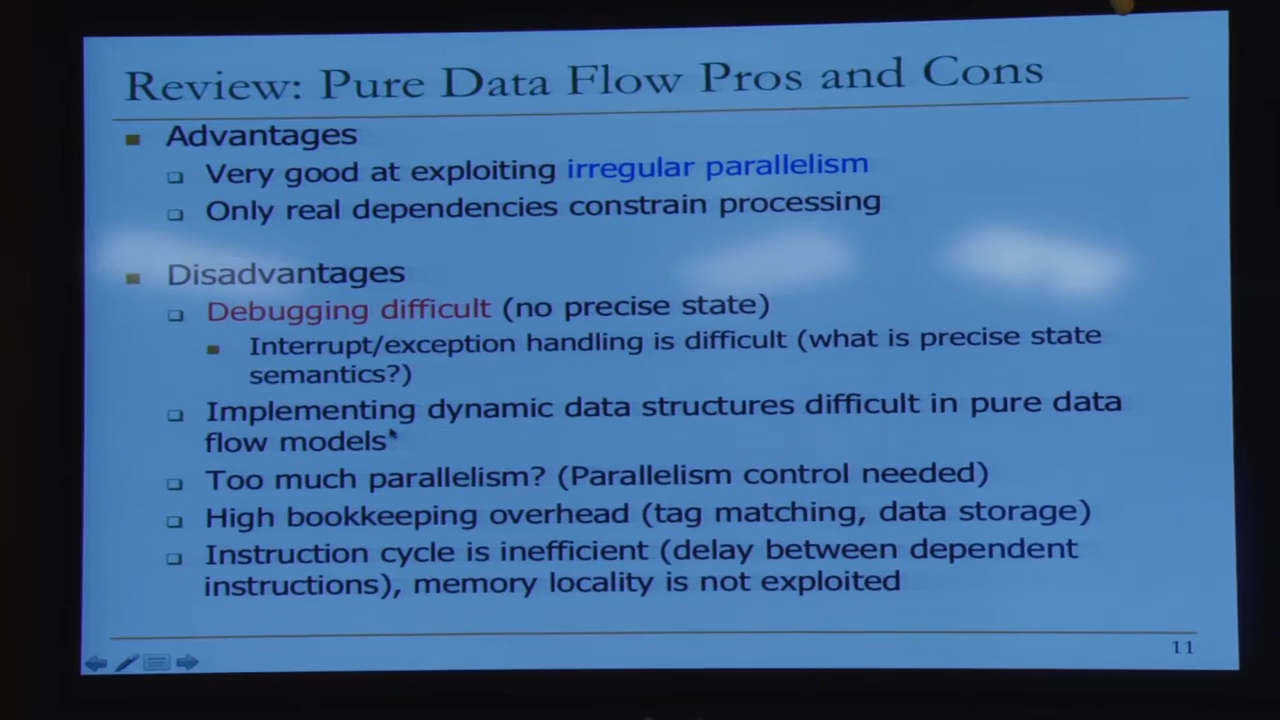 Review: Pure Data Flow Pros and Cons
Advantages
Very good at exploiting irregular parallelism
Only real dependencies constrain processing
Disadvantages
Debugging difficult (no precise state)
Interrupt/exception handling is difficult (what is precise state
semantics?)
Implementing dynamic data structures difficult in pure data
flow models
Too much parallelism? (Parallelism control needed)
High bookkeeping overhead (tag matching, data storage)
Instruction cycle is inefficient (delay between dependent
instructions), memory locality is not exploited
11